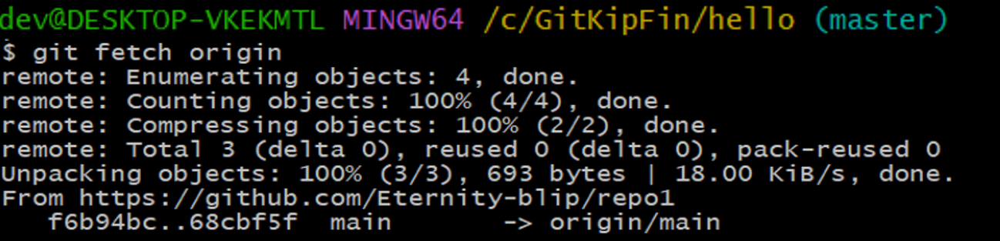 dev@DESKTOP-VKEKMTL MINGW64 /c/GitKipFin/hello (master)
$ git fetch origin
remote: Enumerating objects: 4, done.
remote: Counting objects: 100% (4/4), done.
remote: Compressing objects: 100% (2/2), done.
remote: Total 3 (delta 0), reused 0 (delta 0), pack-reused 0
Unpacking objects: 100% (3/3), 693 bytes | 18.00 KiB/s, done.
From https://github.com/Eternity-blip/repo1
   f6b94bc..68cbf5f  main       -> origin/main